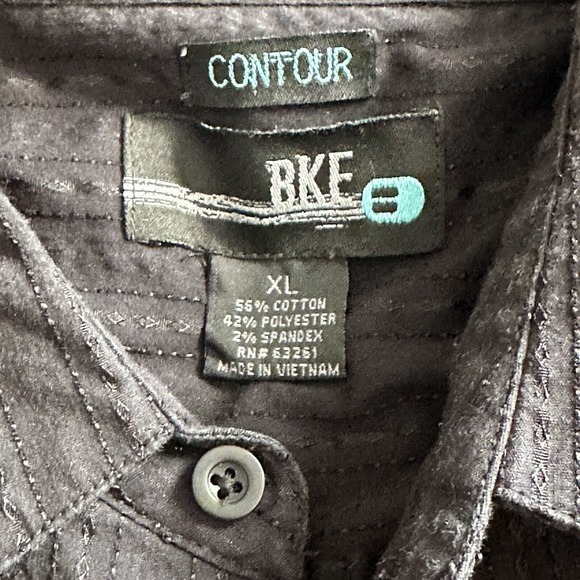 CONTOUR
BKE
XL
56% COTTON
42% POLYESTER
2% SPANDEX
RN# 63261
MADE IN VIETNAM